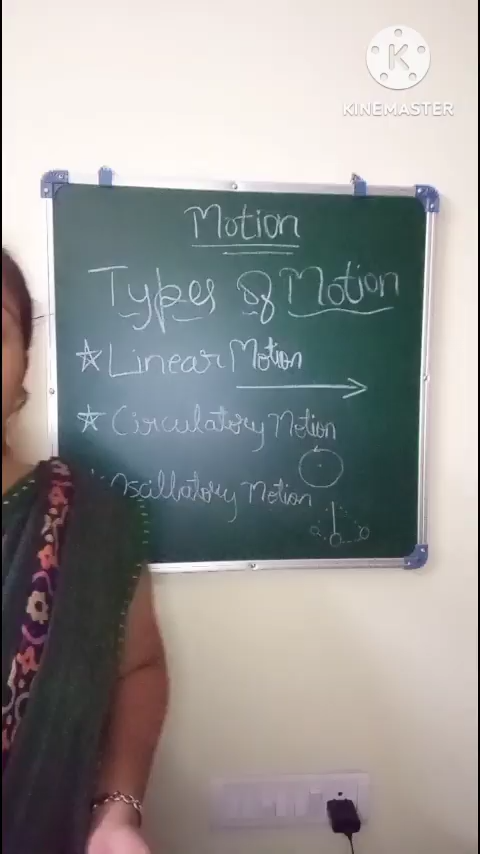 KINEMASTER
Motion
Types Of Motion
Linear Motion
Circulatory Motion
Oscillatory Motion